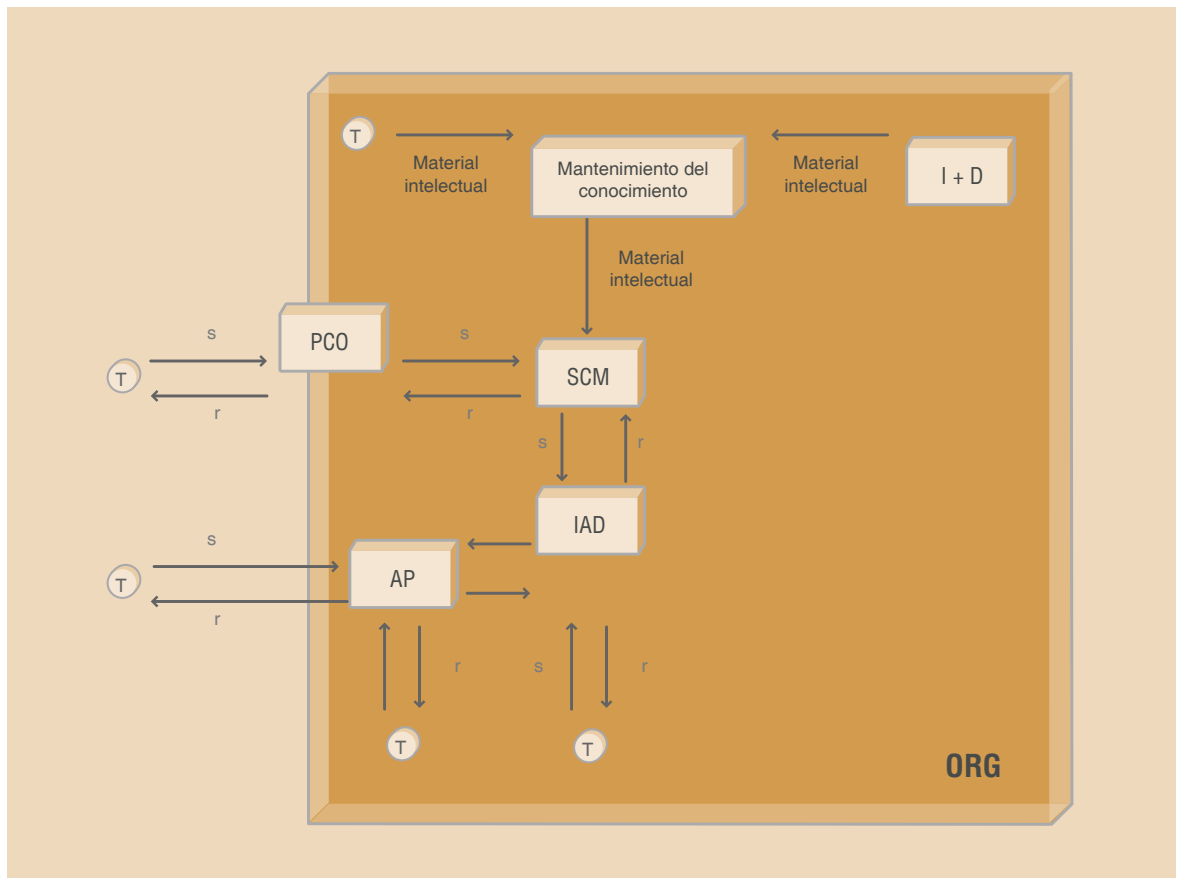 T
Material
intelectual
Mantenimiento del
conocimiento
Material
intelectual
I + D
Material
intelectual
s
PCO
s
T
SCM
r
r
s
r
IAD
s
AP
T
r
r
s
r
T
T
ORG